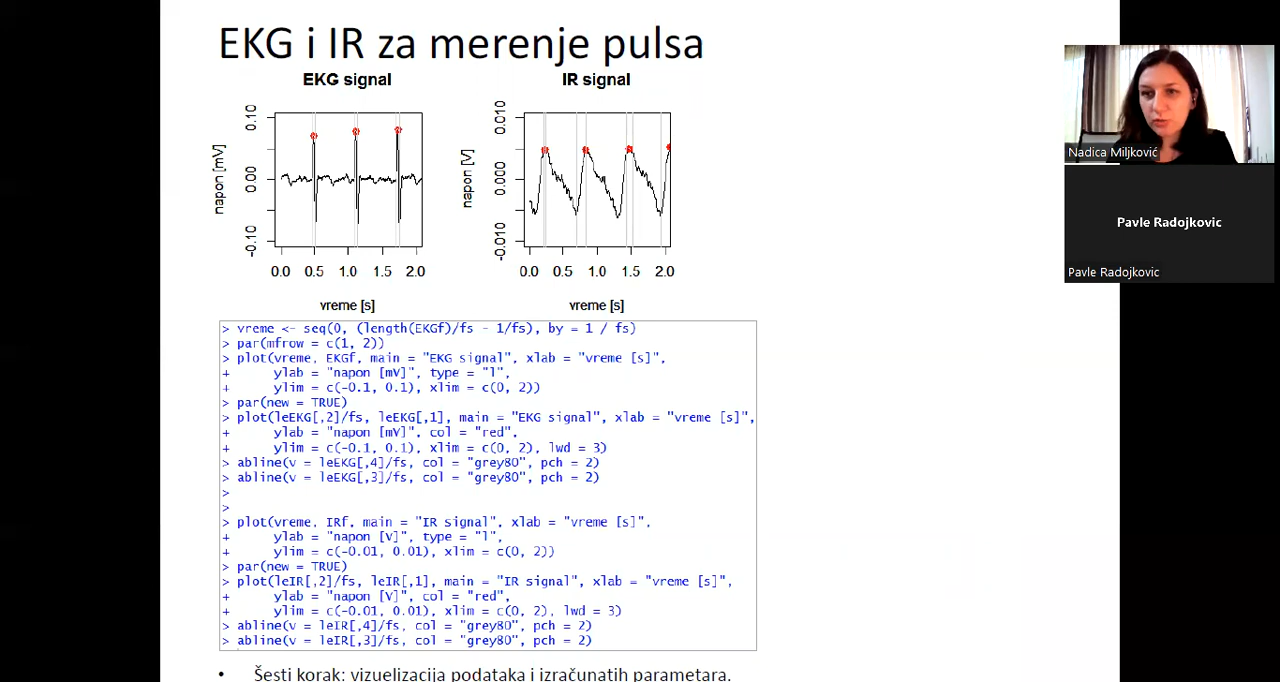 EKG i IR za merenje pulsa
EKG signal
IR signal
napon [mV]
0.10
0.00
-0.10
0.0 0.5 1.0 1.5 2.0
vreme [s]
napon [V]
0.010
0.000
-0.010
0.0 0.5 1.0 1.5 2.0
vreme [s]
> vreme <- seq(0, (length(EKGf)/fs - 1/fs), by = 1 / fs)
> par(mfrow = c(1, 2))
> plot(vreme, EKGf, main = "EKG signal", xlab = "vreme [s]",
+ ylab = "napon [mV]", type = "l",
+ ylim = c(-0.1, 0.1), xlim = c(0, 2))
> par(new = TRUE)
> plot(leEKG[,2]/fs, leEKG[,1], main = "EKG signal", xlab = "vreme [s]",
+ ylab = "napon [mV]", col = "red",
+ ylim = c(-0.1, 0.1), xlim = c(0, 2), lwd = 3)
> abline(v = leEKG[,4]/fs, col = "grey80", pch = 2)
> abline(v = leEKG[,3]/fs, col = "grey80", pch = 2)
>
>
> plot(vreme, IRf, main = "IR signal", xlab = "vreme [s]",
+ ylab = "napon [V]", type = "l",
+ ylim = c(-0.01, 0.01), xlim = c(0, 2))
> par(new = TRUE)
> plot(leIR[,2]/fs, leIR[,1], main = "IR signal", xlab = "vreme [s]",
+ ylab = "napon [V]", col = "red",
+ ylim = c(-0.01, 0.01), xlim = c(0, 2), lwd = 3)
> abline(v = leIR[,4]/fs, col = "grey80", pch = 2)
> abline(v = leIR[,3]/fs, col = "grey80", pch = 2)
• Šesti korak: vizuelizacija podataka i izračunatih parametara.
Nadica Miljković
Pavle Radojkovic
Pavle Radojkovic